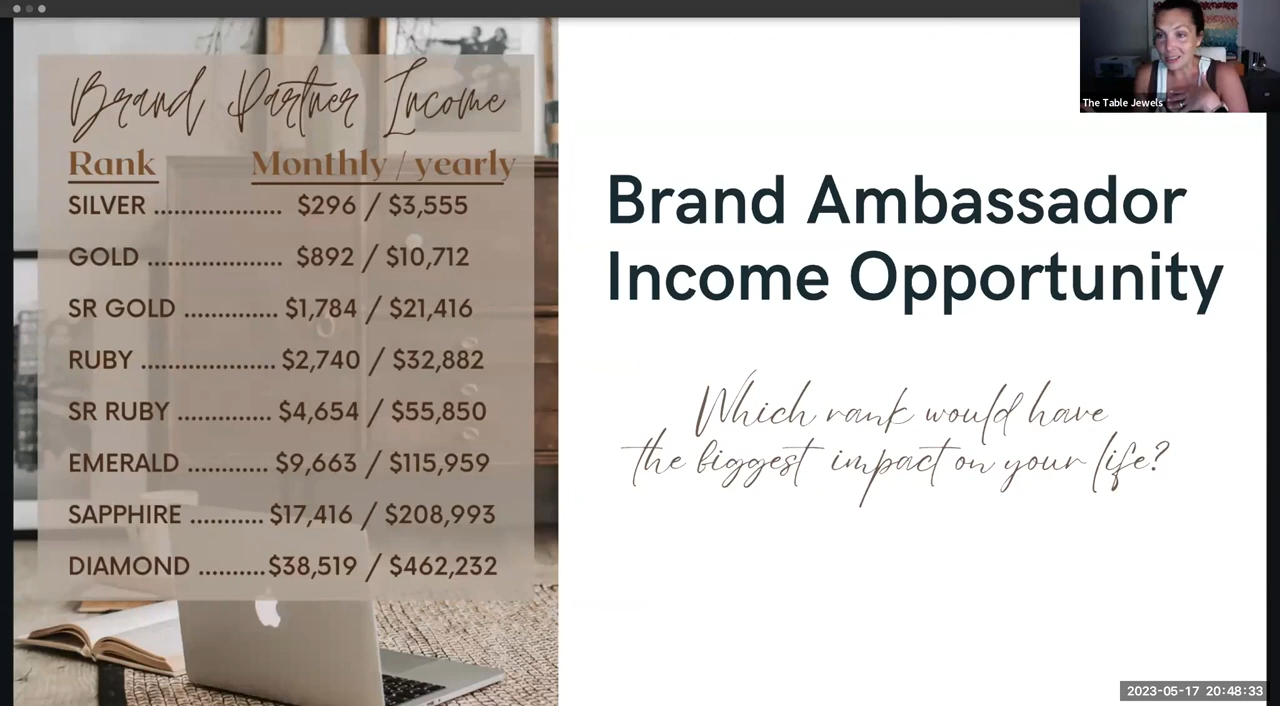 Brand Partner Income
Rank Monthly / yearly
SILVER ................... $296 / $3,555
GOLD .................... $892 / $10,712
SR GOLD .............. $1,784 / $21,416
RUBY .................... $2,740 / $32,882
SR RUBY .............. $4,654 / $55,850
EMERALD ............ $9,663 / $115,959
SAPPHIRE ........... $17,416 / $208,993
DIAMOND ..........$38,519 / $462,232
Brand Ambassador
Income Opportunity
Which rank would have
the biggest impact on your life?
The Table Jewels
2023-05-17 20:48:33